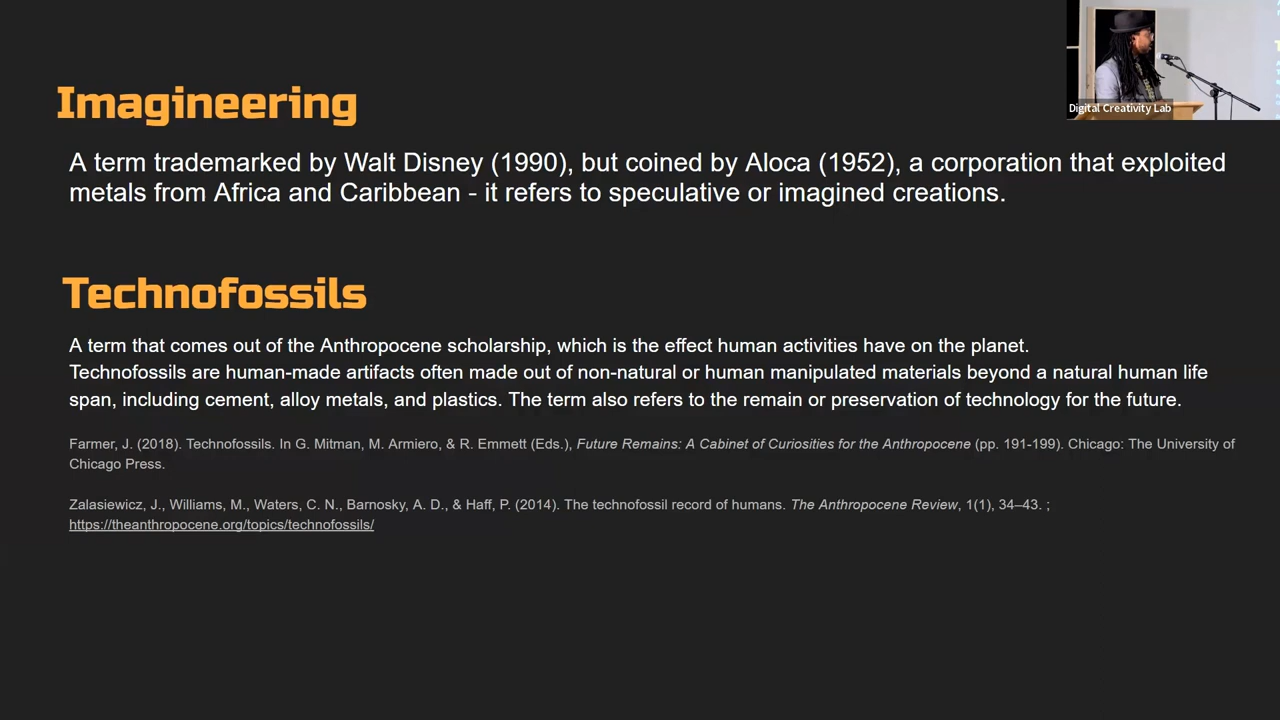 Digital Creativity Lab
Imagineering
A term trademarked by Walt Disney (1990), but coined by Aloca (1952), a corporation that exploited
metals from Africa and Caribbean - it refers to speculative or imagined creations.
Technofossils
A term that comes out of the Anthropocene scholarship, which is the effect human activities have on the planet.
Technofossils are human-made artifacts often made out of non-natural or human manipulated materials beyond a natural human life
span, including cement, alloy metals, and plastics. The term also refers to the remain or preservation of technology for the future.
Farmer, J. (2018). Technofossils. In G. Mitman, M. Armiero, & R. Emmett (Eds.), Future Remains: A Cabinet of Curiosities for the Anthropocene (pp. 191-199). Chicago: The University of
Chicago Press.
Zalasiewicz, J., Williams, M., Waters, C. N., Barnosky, A. D., & Haff, P. (2014). The technofossil record of humans. The Anthropocene Review, 1(1), 34–43. ;
https://theanthropocene.org/topics/technofossils/